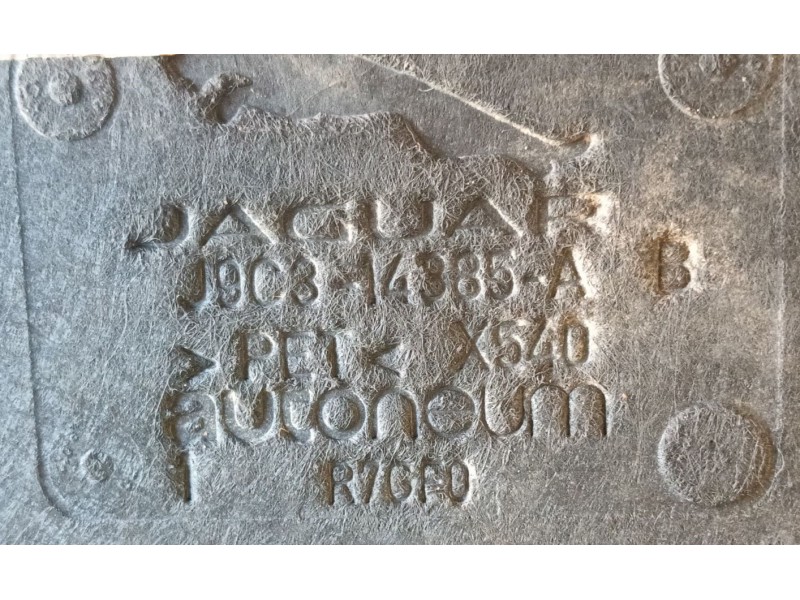 JAGUAR
J9C3-14385-A B
>PET< X540
autoneum
R7GF0